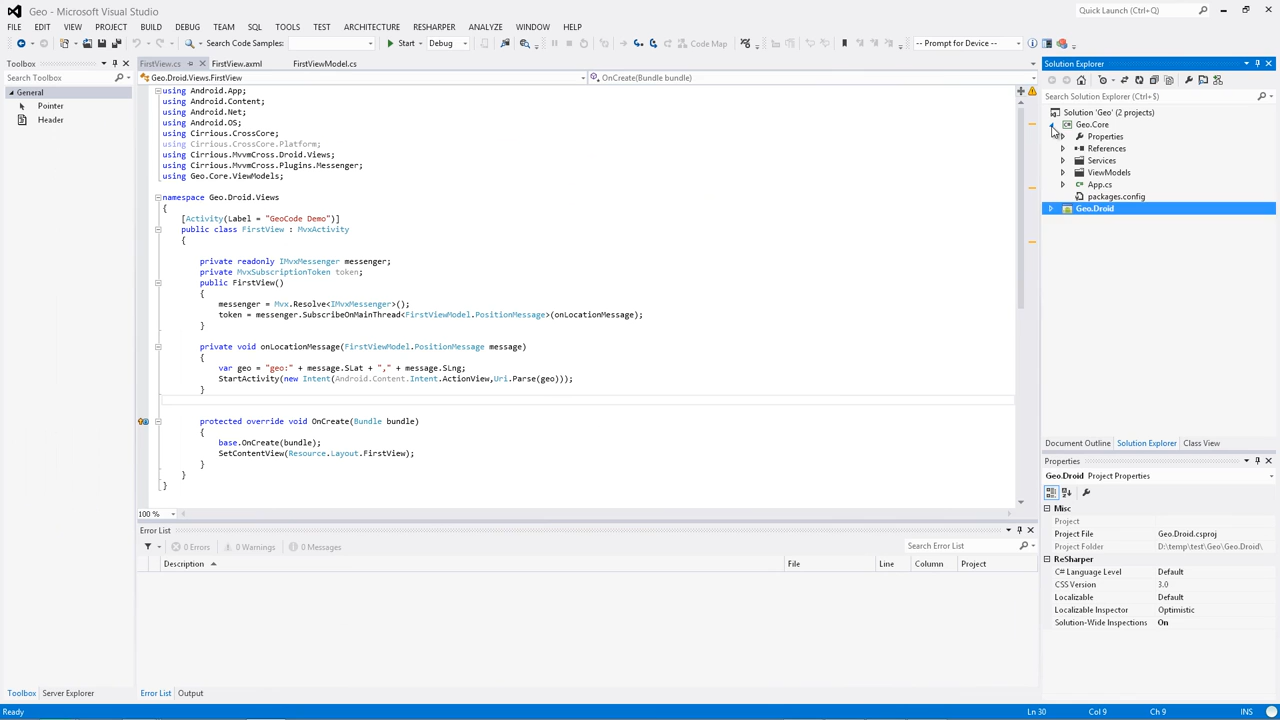 Geo - Microsoft Visual Studio
Quick Launch (Ctrl+Q)
FILE EDIT VIEW PROJECT BUILD DEBUG TEAM SQL TOOLS TEST ARCHITECTURE RESHARPER ANALYZE WINDOW HELP
Search Code Samples: Start Debug Code Map -- Prompt for Device --
Toolbox
Search Toolbox
General
Pointer
Header
FirstView.cs FirstView.axml FirstViewModel.cs
Geo.Droid.Views.FirstView OnCreate(Bundle bundle)
using Android.App;
using Android.Content;
using Android.Net;
using Android.OS;
using Cirrious.CrossCore;
using Cirrious.CrossCore.Platform;
using Cirrious.MvvmCross.Droid.Views;
using Cirrious.MvvmCross.Plugins.Messenger;
using Geo.Core.ViewModels;
namespace Geo.Droid.Views
{
[Activity(Label = "GeoCode Demo")]
public class FirstView : MvxActivity
{
private readonly IMvxMessenger messenger;
private MvxSubscriptionToken token;
public FirstView()
{
messenger = Mvx.Resolve<IMvxMessenger>();
token = messenger.SubscribeOnMainThread<FirstViewModel.PositionMessage>(onLocationMessage);
}
private void onLocationMessage(FirstViewModel.PositionMessage message)
{
var geo = "geo:" + message.SLat + "," + message.SLng;
StartActivity(new Intent(Android.Content.Intent.ActionView,Uri.Parse(geo)));
}
protected override void OnCreate(Bundle bundle)
{
base.OnCreate(bundle);
SetContentView(Resource.Layout.FirstView);
}
}
}
100 %
Error List
0 Errors 0 Warnings 0 Messages
Search Error List
Description File Line Column Project
Error List Output
Toolbox Server Explorer
Solution Explorer
Search Solution Explorer (Ctrl+$)
Solution 'Geo' (2 projects)
Geo.Core
Properties
References
Services
ViewModels
App.cs
packages.config
Geo.Droid
Document Outline Solution Explorer Class View
Properties
Geo.Droid Project Properties
Misc
Project
Project File Geo.Droid.csproj
Project Folder D:\temp\test\Geo\Geo.Droid\
ReSharper
C# Language Level Default
CSS Version 3.0
Localizable Default
Localizable Inspector Optimistic
Solution-Wide Inspections On
Ready Ln 30 Col 9 Ch 9 INS